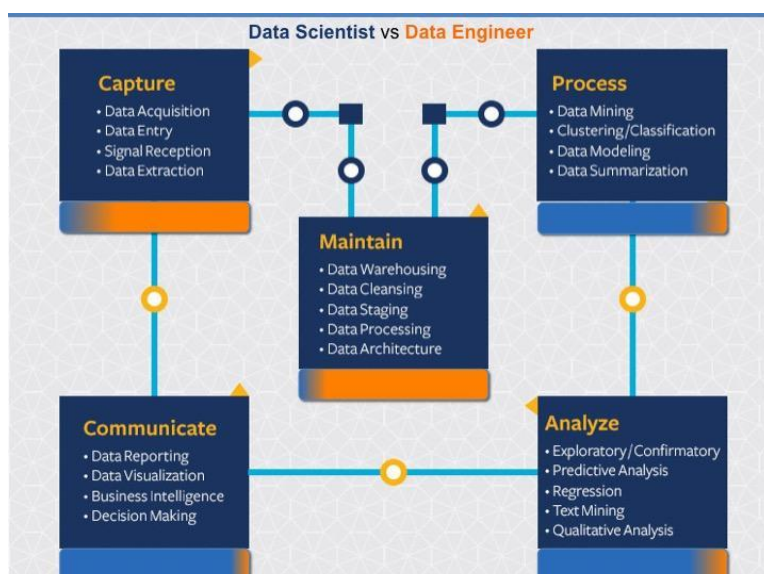 Data Scientist vs Data Engineer
Capture
• Data Acquisition
• Data Entry
• Signal Reception
• Data Extraction
Process
• Data Mining
• Clustering/Classification
• Data Modeling
• Data Summarization
Maintain
• Data Warehousing
• Data Cleansing
• Data Staging
• Data Processing
• Data Architecture
Communicate
• Data Reporting
• Data Visualization
• Business Intelligence
• Decision Making
Analyze
• Exploratory/Confirmatory
• Predictive Analysis
• Regression
• Text Mining
• Qualitative Analysis